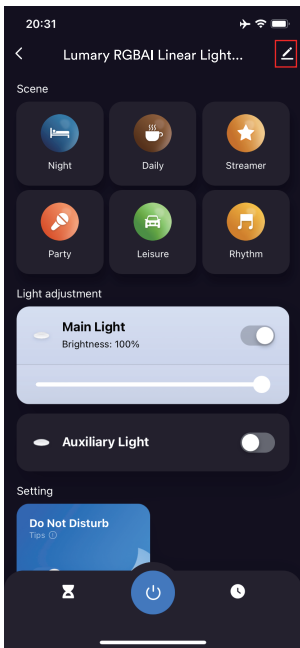 20:31
Lumary RGBAI Linear Light...
Scene
Night
Daily
Streamer
Party
Leisure
Rhythm
Light adjustment
Main Light
Brightness: 100%
Auxiliary Light
Setting
Do Not Disturb
Tips